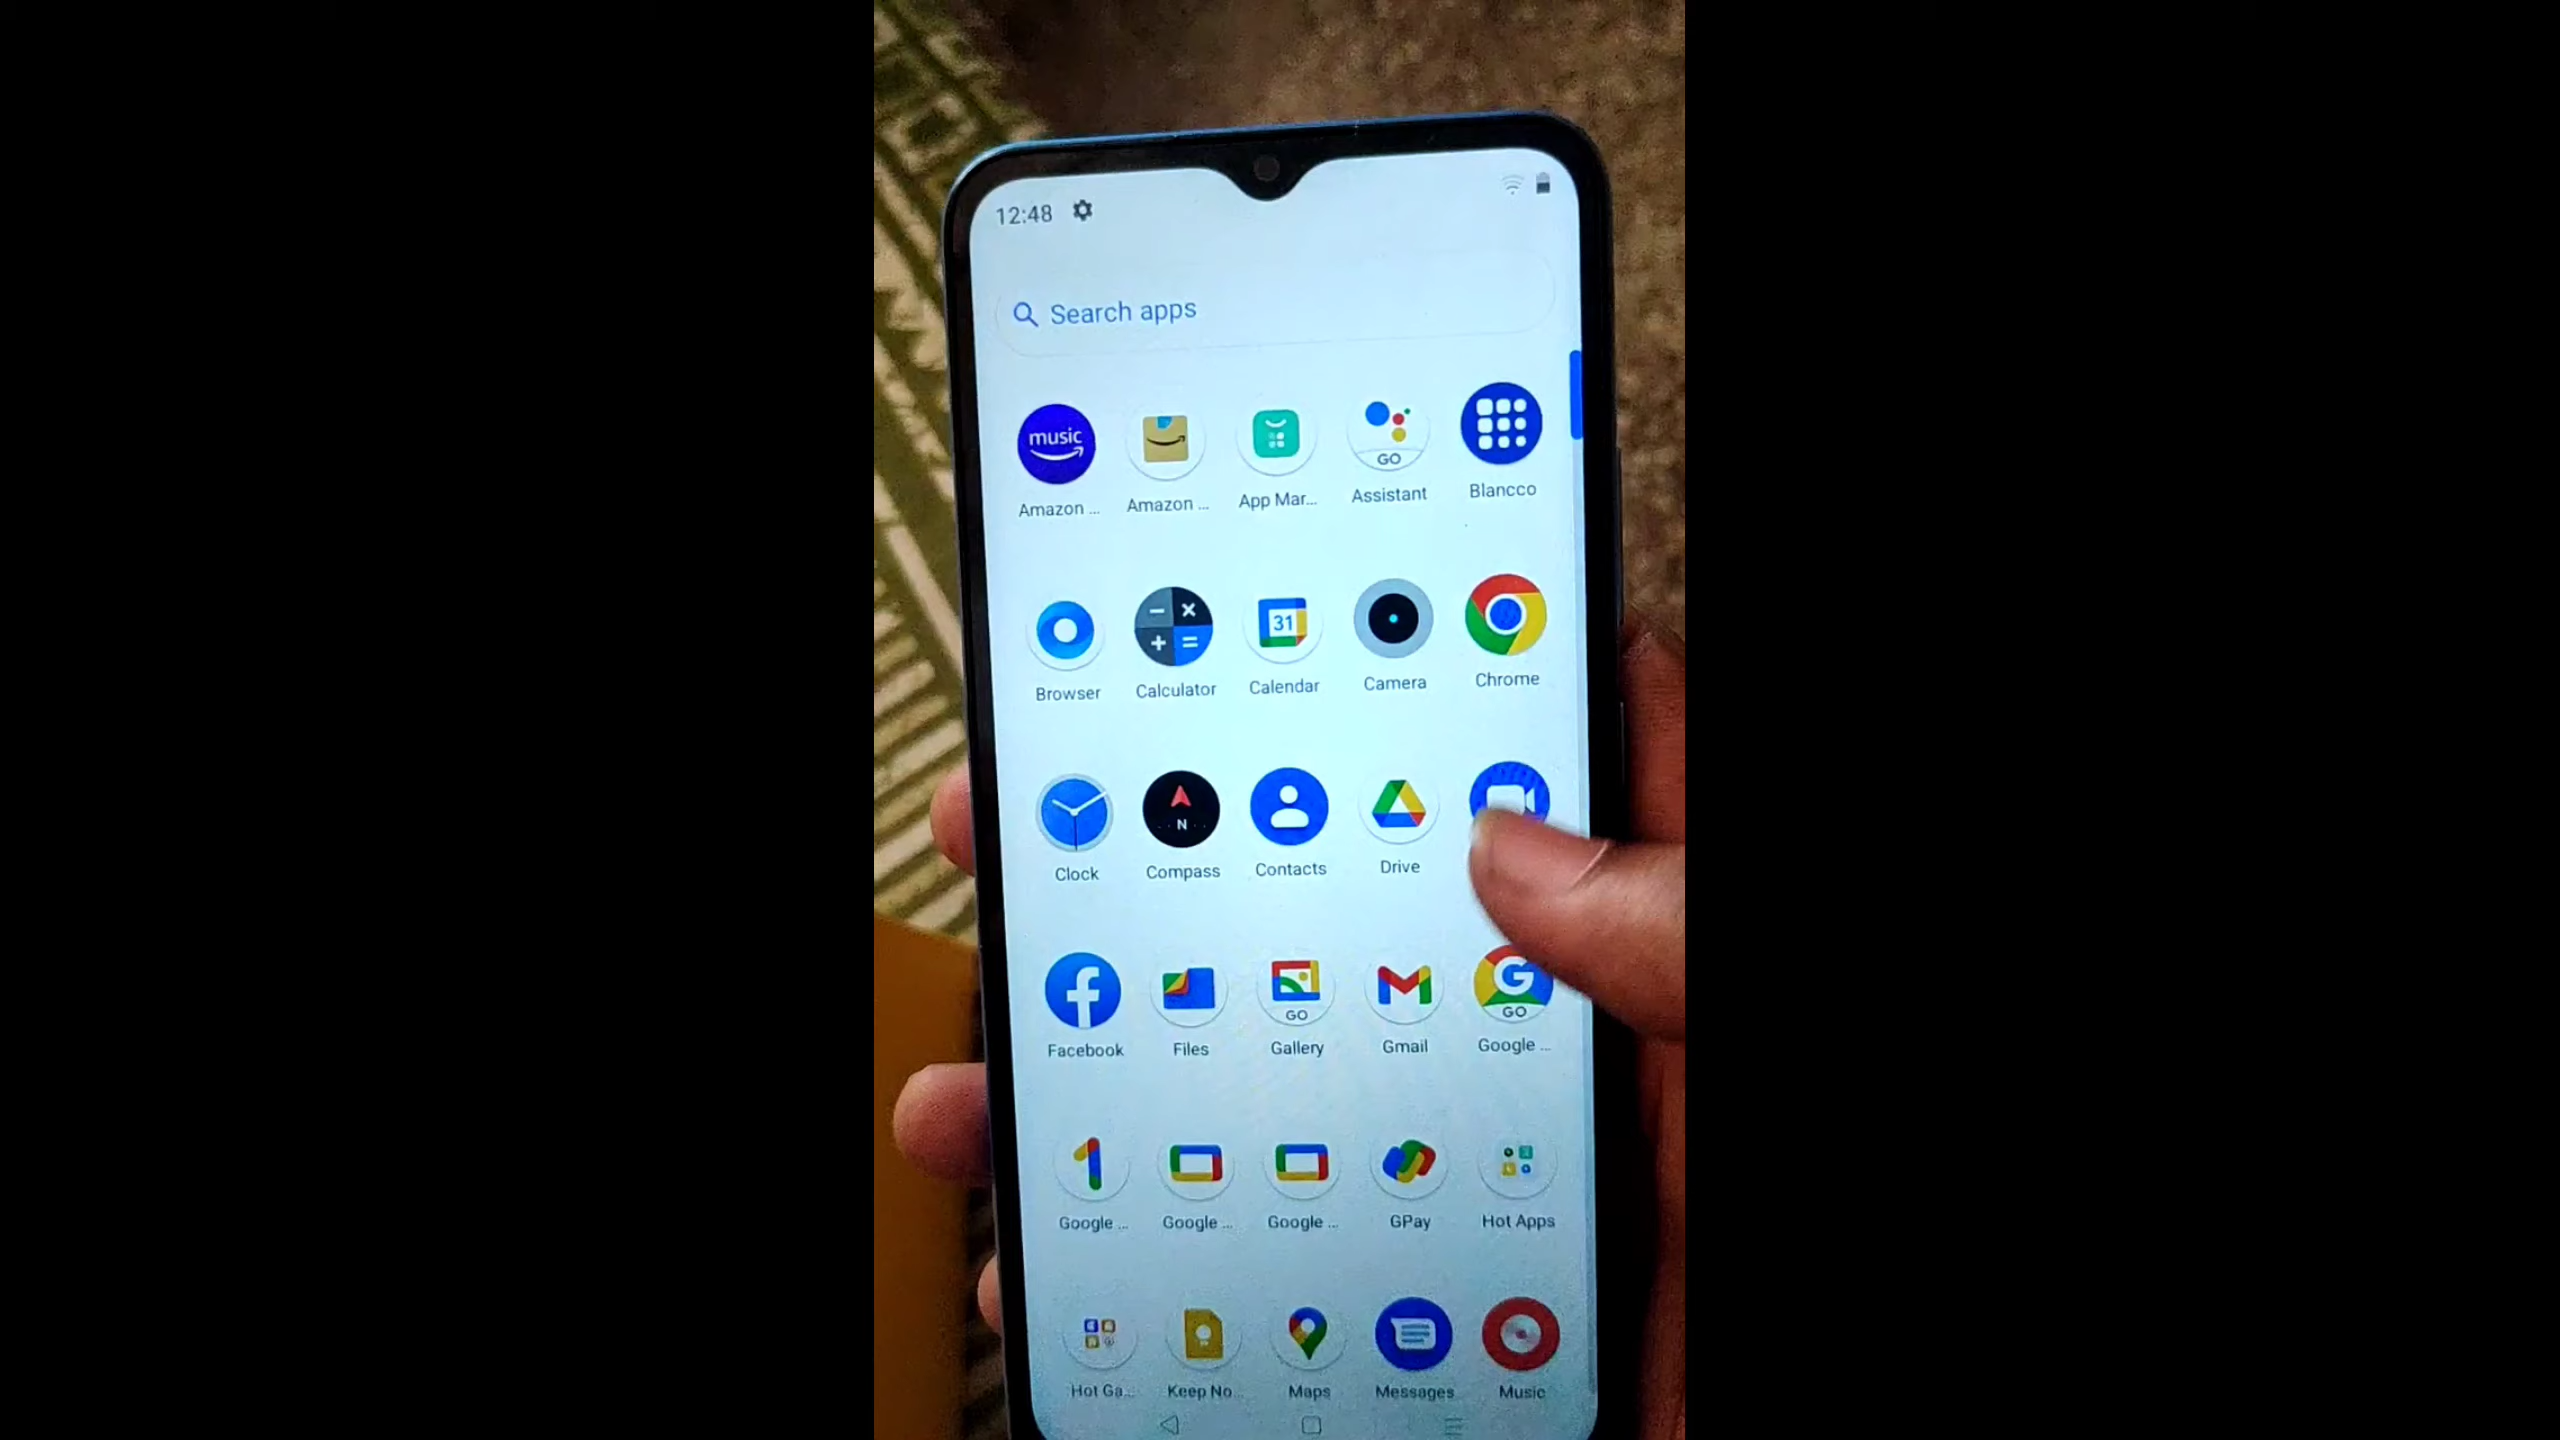 12:48
Search apps
music
GO
Amazon ... Amazon ... App Mar... Assistant Blancco
31
Browser Calculator Calendar Camera Chrome
N
Clock Compass Contacts Drive
GO
G
GO
Facebook Files Gallery Gmail Google ...
Google ... Google ... Google ... GPay Hot Apps
Hot Ga... Keep No... Maps Messages Music